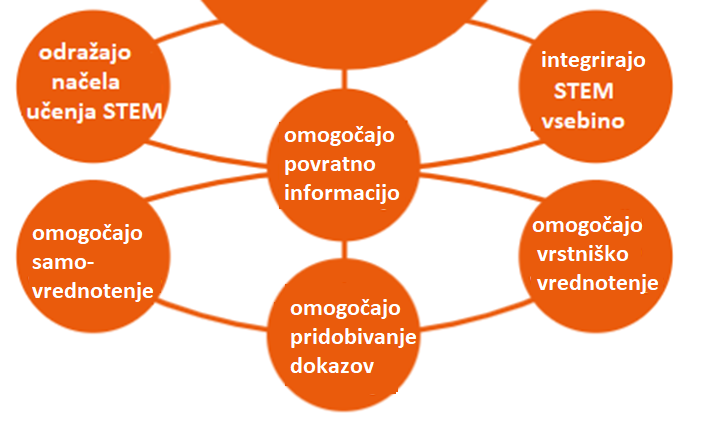 odražajo
načela
učenja STEM
integrirajo
STEM
vsebino
omogočajo
povratno
informacijo
omogočajo
samo-
vrednotenje
omogočajo
vrstniško
vrednotenje
omogočajo
pridobivanje
dokazov